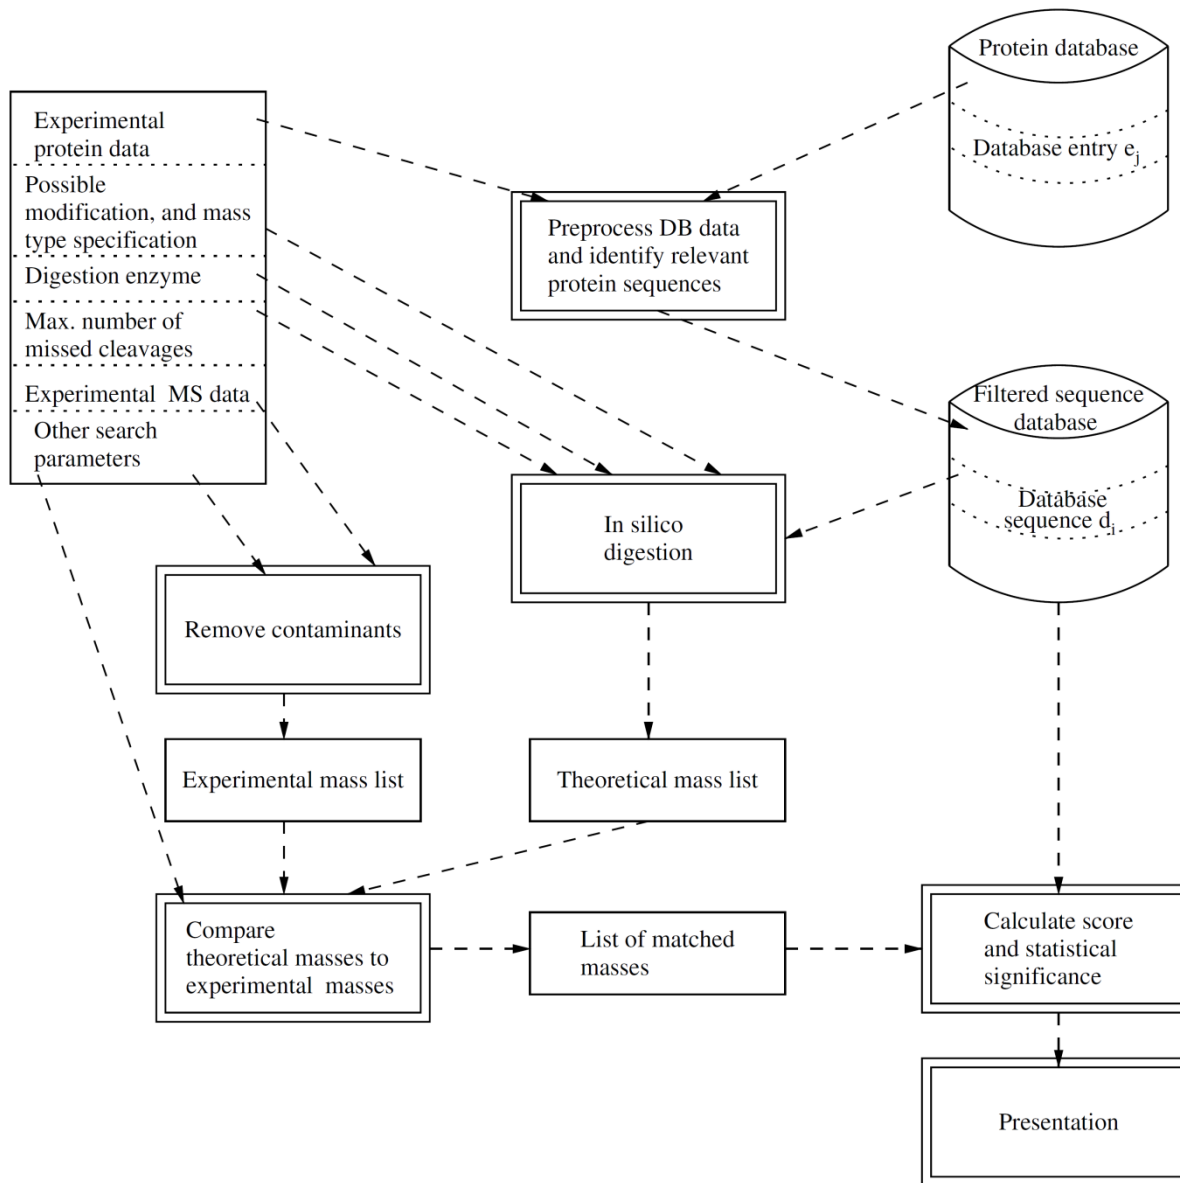 Protein database
Database entry e_j
Experimental
protein data
Possible
modification, and mass
type specification
Digestion enzyme
Max. number of
missed cleavages
Experimental MS data
Other search
parameters
Preprocess DB data
and identify relevant
protein sequences
Filtered sequence
database
Database
sequence d_i
In silico
digestion
Remove contaminants
Experimental mass list
Theoretical mass list
Compare
theoretical masses to
experimental masses
List of matched
masses
Calculate score
and statistical
significance
Presentation